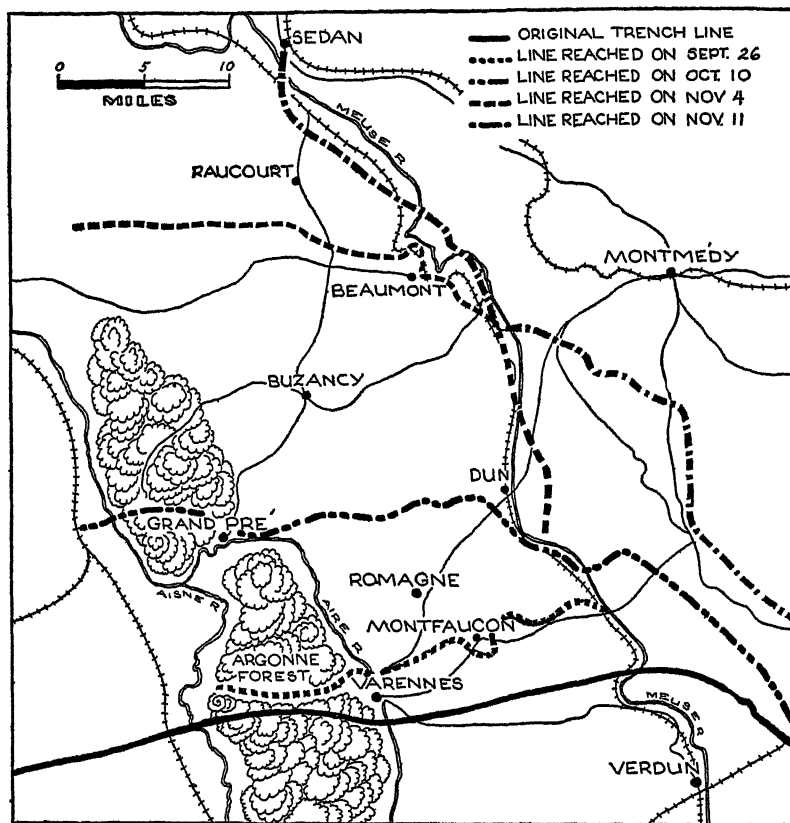 SEDAN
ORIGINAL TRENCH LINE
LINE REACHED ON SEPT. 26
LINE REACHED ON OCT. 10
LINE REACHED ON NOV 4
LINE REACHED ON NOV. 11
0 5 10
MILES
MEUSE R
RAUCOURT
MONTMÉDY
BEAUMONT
BUZANCY
DUN
GRAND PRÉ
AISNE R
ROMAGNE
AIRE R
MONTFAUCON
ARGONNE
FOREST
VARENNES
MEUSE R
VERDUN